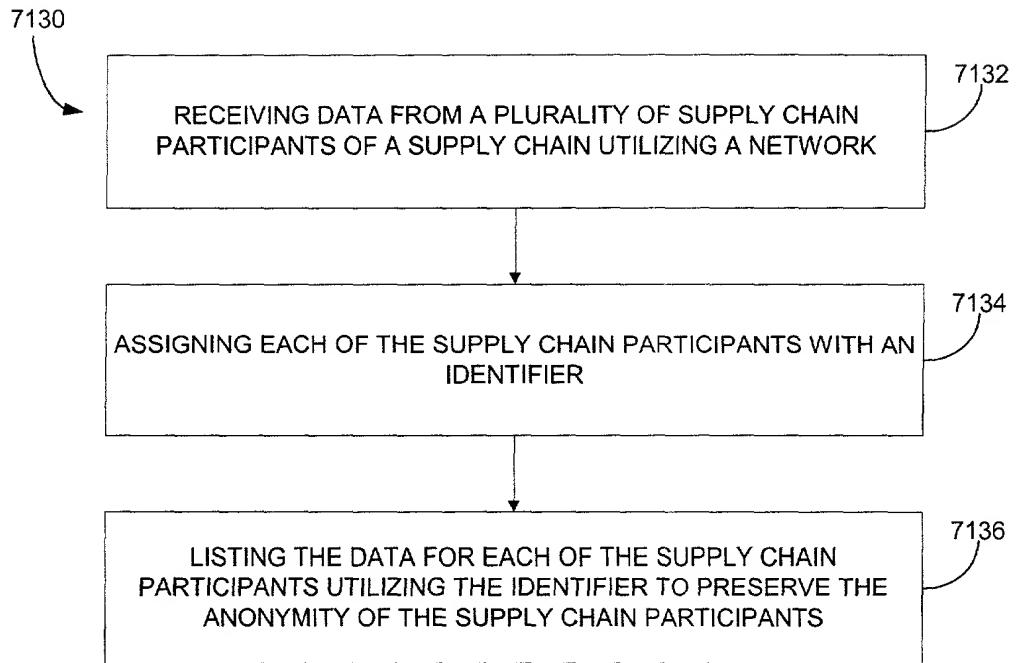 7130
7132
RECEIVING DATA FROM A PLURALITY OF SUPPLY CHAIN
PARTICIPANTS OF A SUPPLY CHAIN UTILIZING A NETWORK
7134
ASSIGNING EACH OF THE SUPPLY CHAIN PARTICIPANTS WITH AN
IDENTIFIER
7136
LISTING THE DATA FOR EACH OF THE SUPPLY CHAIN
PARTICIPANTS UTILIZING THE IDENTIFIER TO PRESERVE THE
ANONYMITY OF THE SUPPLY CHAIN PARTICIPANTS